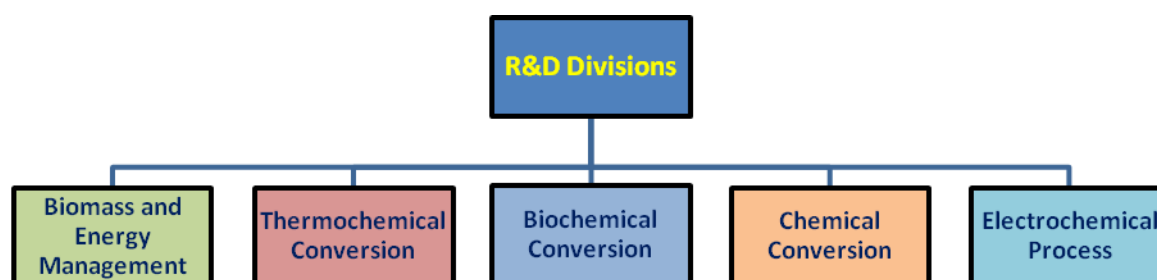 R&D Divisions
Biomass and
Energy
Management
Thermochemical
Conversion
Biochemical
Conversion
Chemical
Conversion
Electrochemical
Process